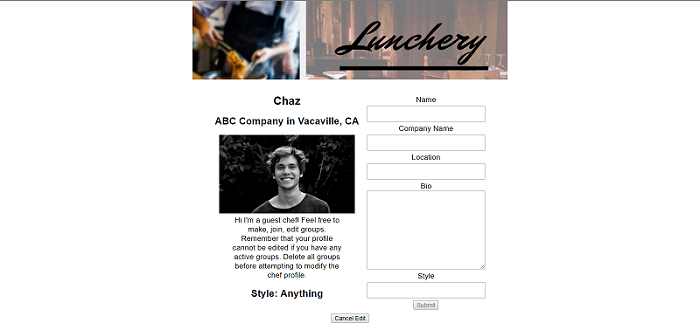 Lunchery
Chaz
ABC Company in Vacaville, CA
Hi I'm a guest chef! Feel free to
make, join, edit groups.
Remember that your profile
cannot be edited if you have any
active groups. Delete all groups
before attempting to modify the
chef profile.
Style: Anything
Name
Company Name
Location
Bio
Style
Submit
Cancel Edit